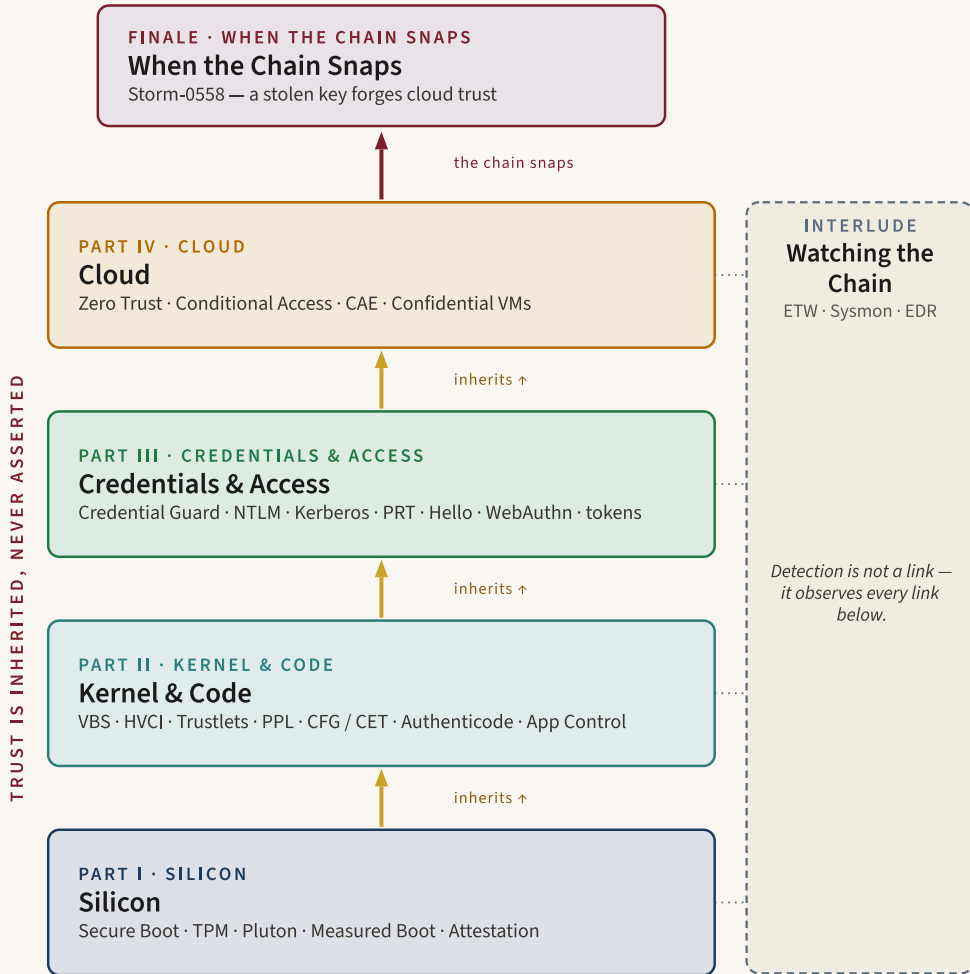 FINALE · WHEN THE CHAIN SNAPS
When the Chain Snaps
Storm-0558 — a stolen key forges cloud trust
the chain snaps
PART IV · CLOUD
Cloud
Zero Trust · Conditional Access · CAE · Confidential VMs
INTERLUDE
Watching the
Chain
ETW · Sysmon · EDR
inherits ↑
PART III · CREDENTIALS & ACCESS
Credentials & Access
Credential Guard · NTLM · Kerberos · PRT · Hello · WebAuthn · tokens
Detection is not a link —
it observes every link
below.
inherits ↑
PART II · KERNEL & CODE
Kernel & Code
VBS · HVCI · Trustlets · PPL · CFG / CET · Authenticode · App Control
inherits ↑
PART I · SILICON
Silicon
Secure Boot · TPM · Pluton · Measured Boot · Attestation
TRUST IS INHERITED, NEVER ASSERTED